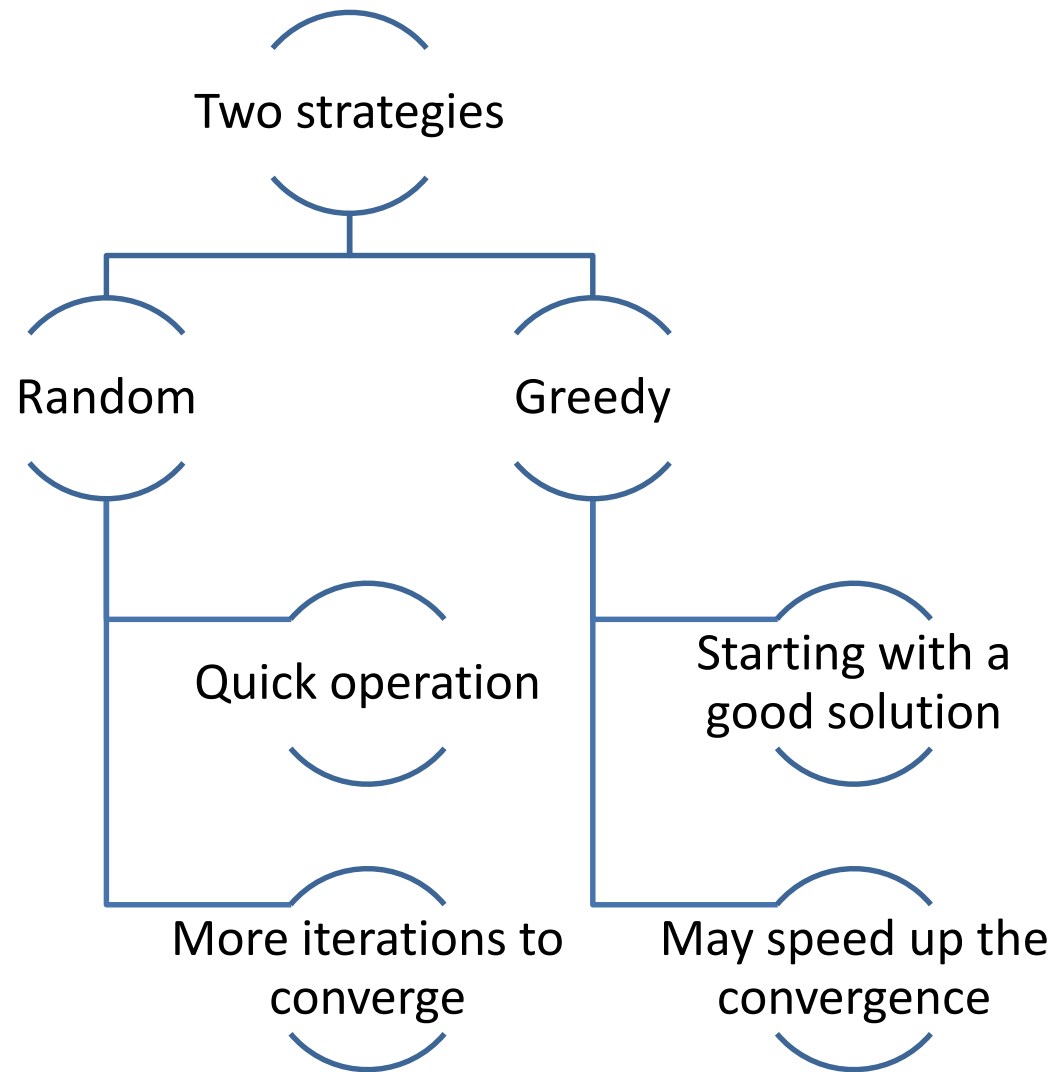 Two strategies
Random
Greedy
Quick operation
Starting with a
good solution
More iterations to
converge
May speed up the
convergence